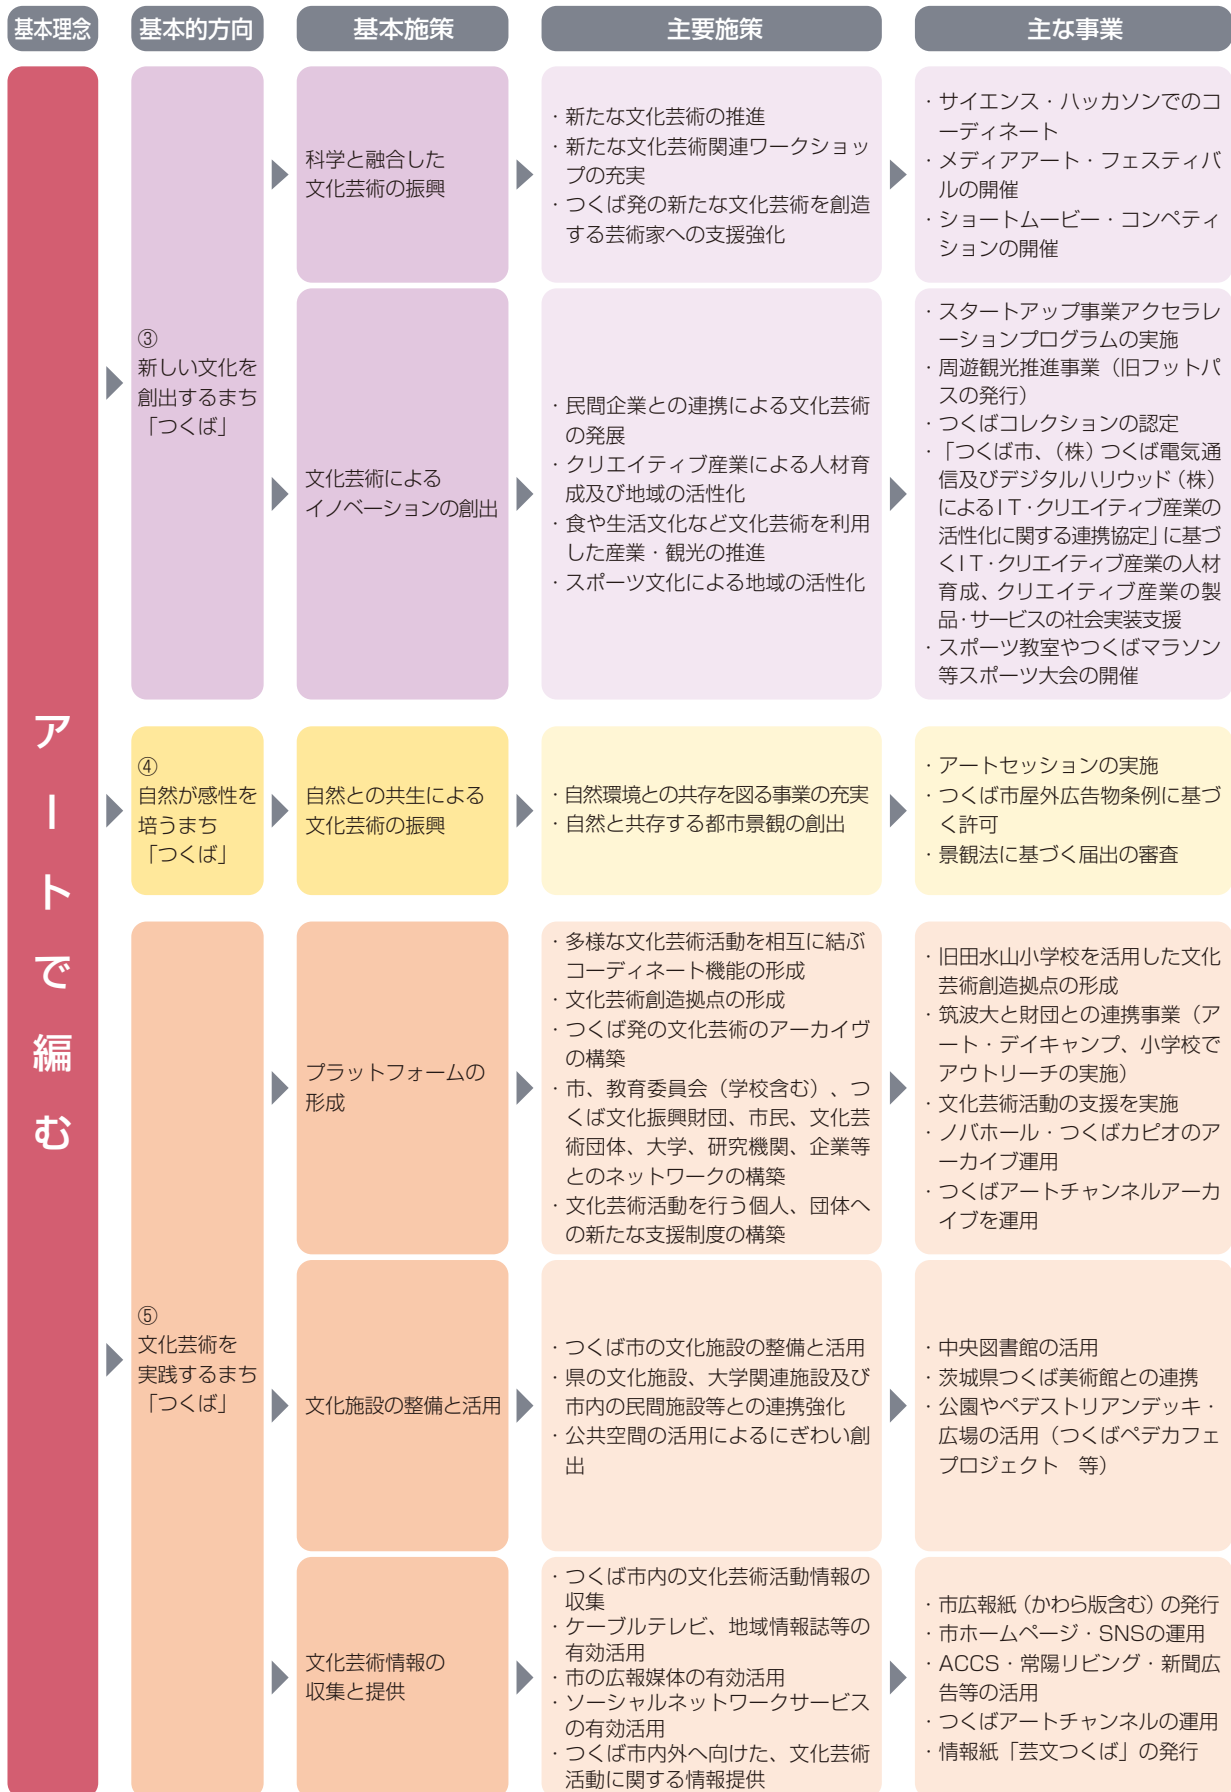 基本理念
基本的方向
基本施策
主要施策
主な事業
アートで編む
③
新しい文化を
創出するまち
「つくば」
科学と融合した
文化芸術の振興
・新たな文化芸術の推進
・新たな文化芸術関連ワークショッ
プの充実
・つくば発の新たな文化芸術を創造
する芸術家への支援強化
・サイエンス・ハッカソンでのコ
ーディネート
・メディアアート・フェスティバ
ルの開催
・ショートムービー・コンペティ
ションの開催
文化芸術による
イノベーションの創出
・民間企業との連携による文化芸術
の発展
・クリエイティブ産業による人材育
成及び地域の活性化
・食や生活文化など文化芸術を利用
した産業・観光の推進
・スポーツ文化による地域の活性化
・スタートアップ事業アクセラレ
ーションプログラムの実施
・周遊観光推進事業（旧フットパ
スの発行）
・つくばコレクションの認定
・「つくば市、（株）つくば電気通
信及びデジタルハリウッド（株）
によるIT・クリエイティブ産業の
活性化に関する連携協定」に基づ
くIT・クリエイティブ産業の人材
育成、クリエイティブ産業の製
品・サービスの社会実装支援
・スポーツ教室やつくばマラソン
等スポーツ大会の開催
④
自然が感性を
培うまち
「つくば」
自然との共生による
文化芸術の振興
・自然環境との共存を図る事業の充実
・自然と共存する都市景観の創出
・アートセッションの実施
・つくば市屋外広告物条例に基づ
く許可
・景観法に基づく届出の審査
⑤
文化芸術を
実践するまち
「つくば」
プラットフォームの
形成
・多様な文化芸術活動を相互に結ぶ
コーディネート機能の形成
・文化芸術創造拠点の形成
・つくば発の文化芸術のアーカイヴ
の構築
・市、教育委員会（学校含む）、つ
くば文化振興財団、市民、文化芸
術団体、大学、研究機関、企業等
とのネットワークの構築
・文化芸術活動を行う個人、団体へ
の新たな支援制度の構築
・旧田水山小学校を活用した文化
芸術創造拠点の形成
・筑波大と財団との連携事業（ア
ート・デイキャンプ、小学校で
アウトリーチの実施）
・文化芸術活動の支援を実施
・ノバホール・つくばカピオのア
ーカイブ運用
・つくばアートチャンネルアーカ
イブを運用
文化施設の整備と活用
・つくば市の文化施設の整備と活用
・県の文化施設、大学関連施設及び
市内の民間施設等との連携強化
・公共空間の活用によるにぎわい創
出
・中央図書館の活用
・茨城県つくば美術館との連携
・公園やペデストリアンデッキ・
広場の活用（つくばペデカフェ
プロジェクト　等）
文化芸術情報の
収集と提供
・つくば市内の文化芸術活動情報の
収集
・ケーブルテレビ、地域情報誌等の
有効活用
・市の広報媒体の有効活用
・ソーシャルネットワークサービス
の有効活用
・つくば市内外へ向けた、文化芸術
活動に関する情報提供
・市広報紙（かわら版含む）の発行
・市ホームページ・SNSの運用
・ACCS・常陽リビング・新聞広
告等の活用
・つくばアートチャンネルの運用
・情報紙「芸文つくば」の発行